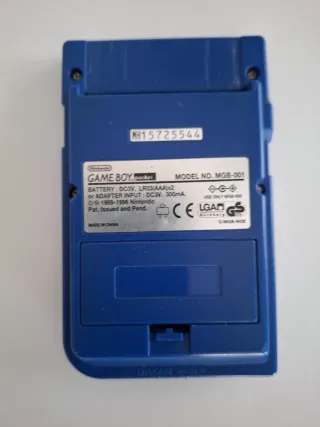 MH15725544
Nintendo
GAME BOY pocket MODEL NO. MGB-001
BATTERY : DC3V, LR03(AAA)x2
or ADAPTER INPUT : DC3V, 300mA.
©® 1989-1996 Nintendo
Pat. Issued and Pend.
MADE IN CHINA
LGA
Nürnberg
GS